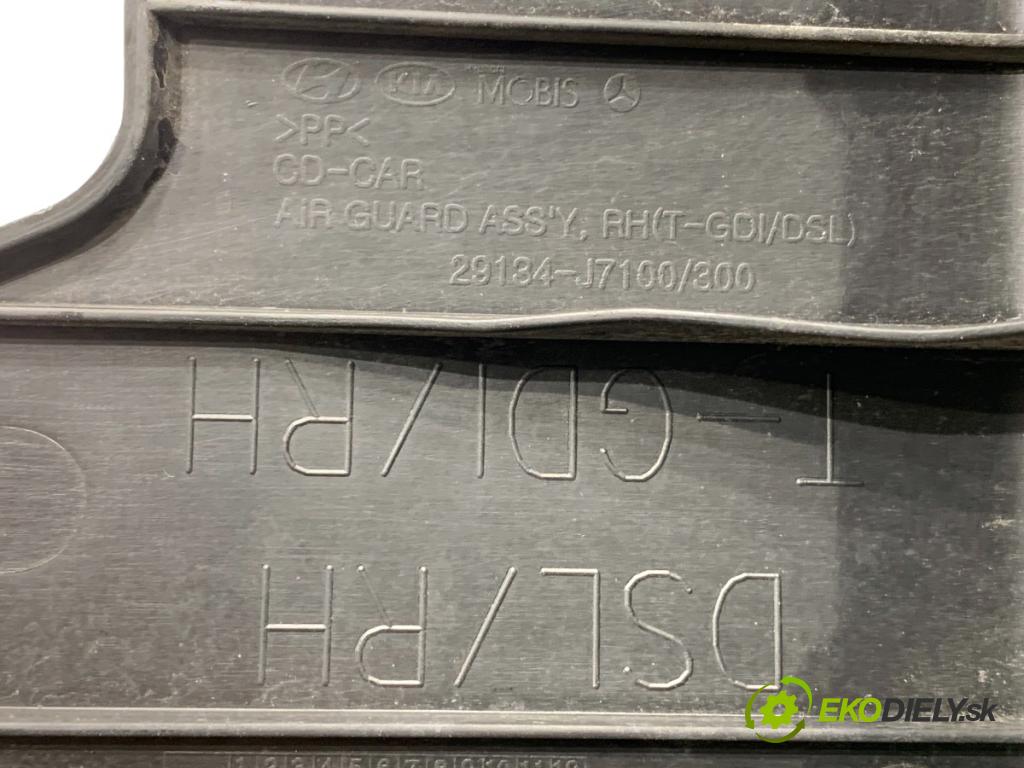 KIA MOBIS
>PP<
CD-CAR
AIR GUARD ASS'Y, RH(T-GDI/DSL)
29134-J7100/300
T-GDI/RH
DSL/RH
EKODIELY.sk